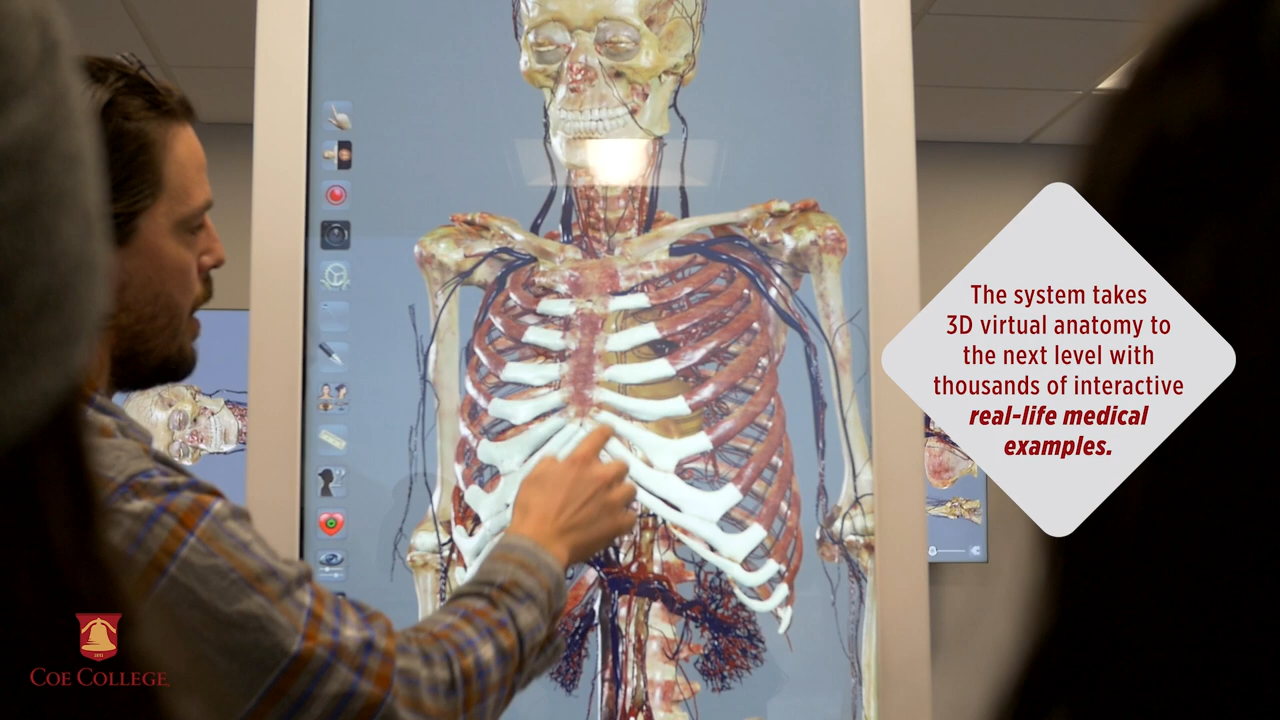 The system takes
3D virtual anatomy to
the next level with
thousands of interactive
real-life medical
examples.
1851
COE COLLEGE